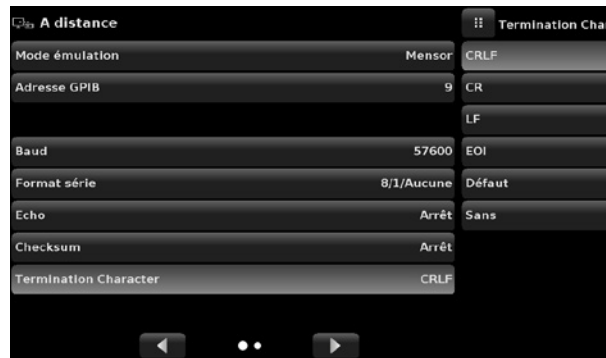 A distance
Mode émulation Mensor
Adresse GPIB 9
Baud 57600
Format série 8/1/Aucune
Echo Arrêt
Checksum Arrêt
Termination Character CRLF
Termination Cha
CRLF
CR
LF
EOI
Défaut
Sans